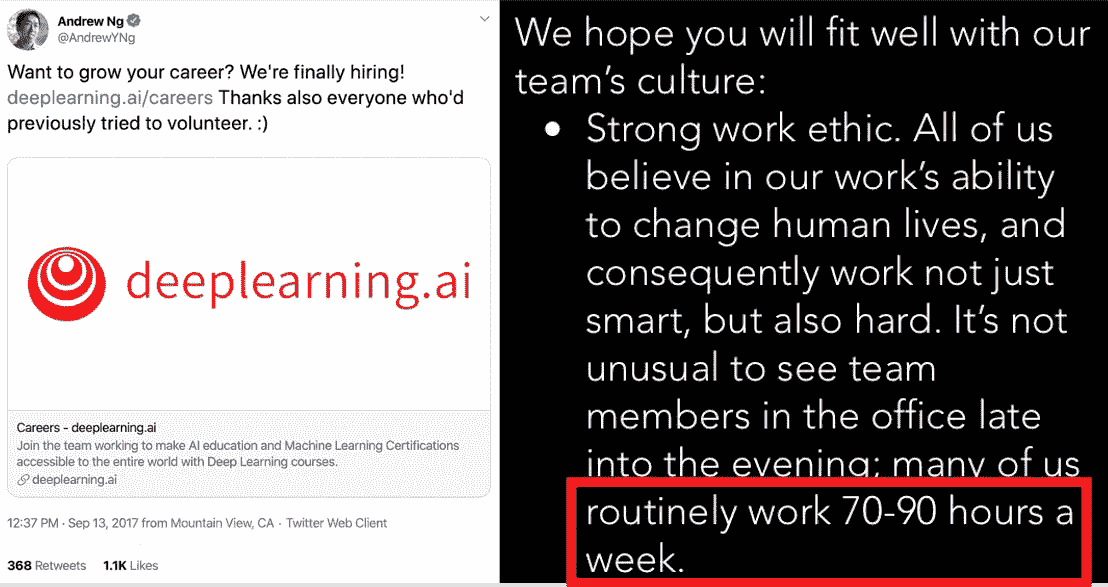 Andrew Ng
@AndrewYNg
Want to grow your career? We're finally hiring!
deeplearning.ai/careers Thanks also everyone who'd
previously tried to volunteer. :)
deeplearning.ai
Careers - deeplearning.ai
Join the team working to make AI education and Machine Learning Certifications
accessible to the entire world with Deep Learning courses.
deeplearning.ai
12:37 PM · Sep 13, 2017 from Mountain View, CA · Twitter Web Client
368 Retweets 1.1K Likes
We hope you will fit well with our
team's culture:
• Strong work ethic. All of us
believe in our work's ability
to change human lives, and
consequently work not just
smart, but also hard. It's not
unusual to see team
members in the office late
into the evening; many of us
routinely work 70-90 hours a
week.